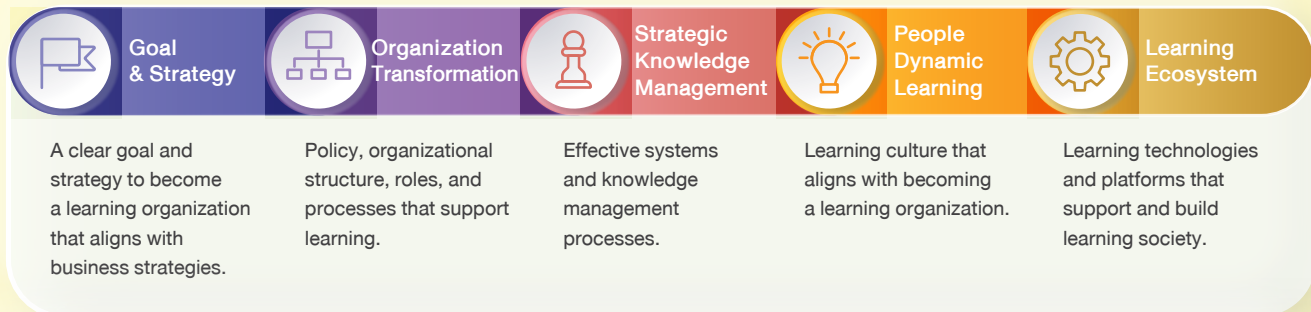 Goal
& Strategy
A clear goal and
strategy to become
a learning organization
that aligns with
business strategies.
Organization
Transformation
Policy, organizational
structure, roles, and
processes that support
learning.
Strategic
Knowledge
Management
Effective systems
and knowledge
management
processes.
People
Dynamic
Learning
Learning culture that
aligns with becoming
a learning organization.
Learning
Ecosystem
Learning technologies
and platforms that
support and build
learning society.